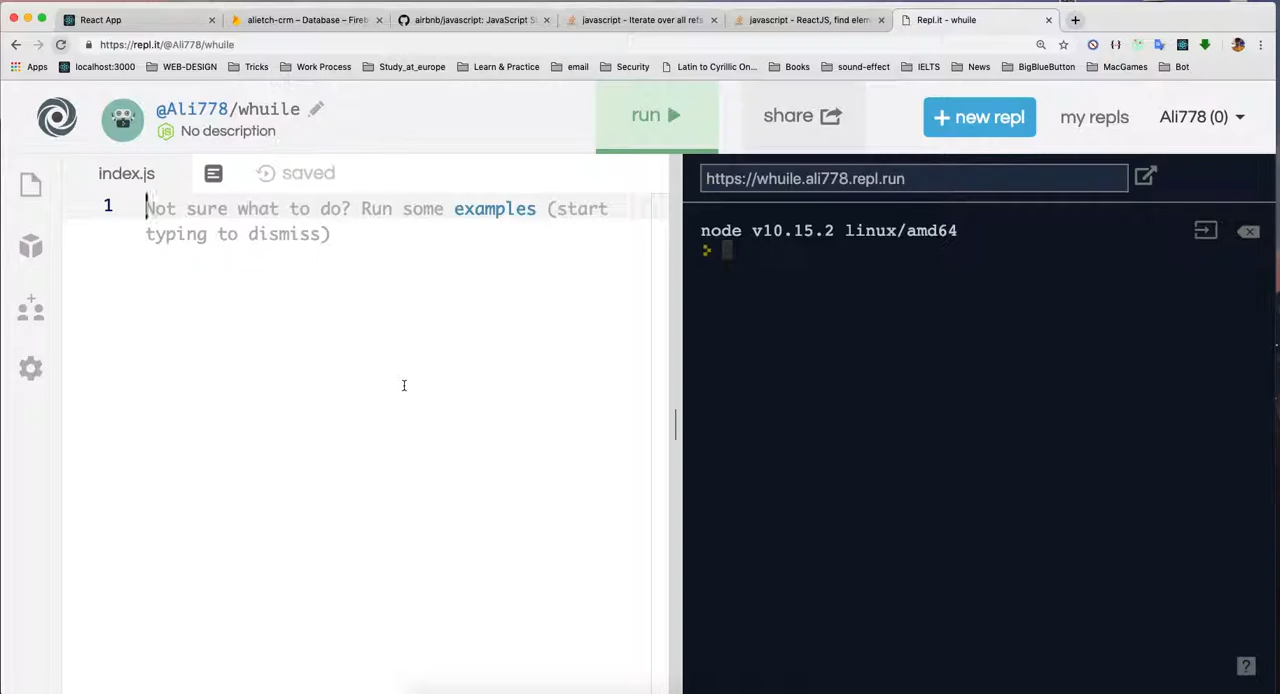 React App
alietch-crm – Database – Fireb
airbnb/javascript: JavaScript S
javascript - Iterate over all refs
javascript - ReactJS, find elem
Repl.it - whuile
https://repl.it/@Ali778/whuile
Apps
localhost:3000
WEB-DESIGN
Tricks
Work Process
Study_at_europe
Learn & Practice
email
Security
Latin to Cyrillic On...
Books
sound-effect
IELTS
News
BigBlueButton
MacGames
Bot
@Ali778/whuile
No description
run
share
+ new repl
my repls
Ali778 (0)
index.js
saved
https://whuile.ali778.repl.run
1
Not sure what to do? Run some examples (start
typing to dismiss)
node v10.15.2 linux/amd64
?